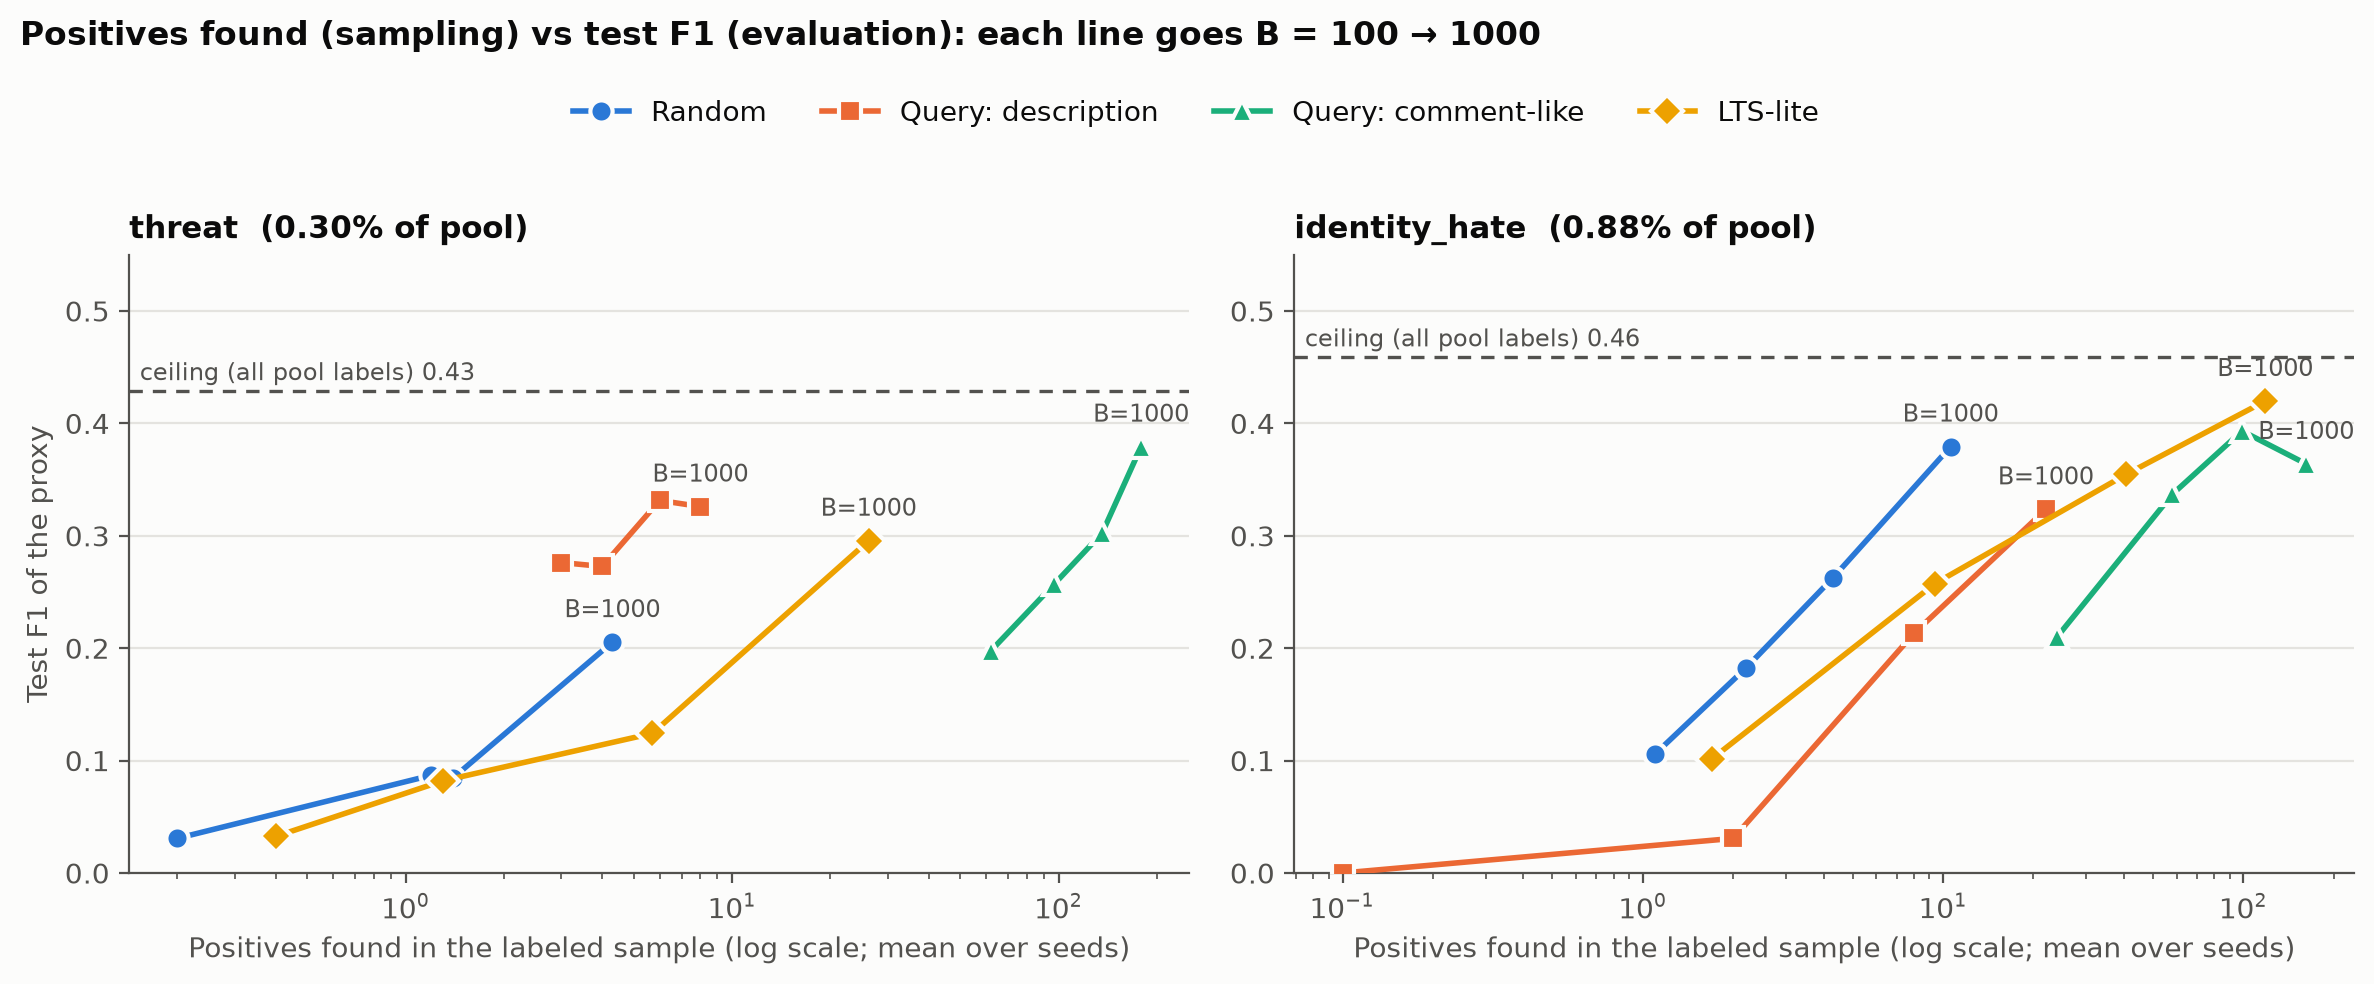 Positives found (sampling) vs test F1 (evaluation): each line goes B = 100 → 1000
Random Query: description Query: comment-like LTS-lite
threat (0.30% of pool)
Test F1 of the proxy
0.5
0.4
0.3
0.2
0.1
0.0
ceiling (all pool labels) 0.43
B=1000
B=1000
B=1000
B=1000
10⁰ 10¹ 10²
Positives found in the labeled sample (log scale; mean over seeds)
identity_hate (0.88% of pool)
0.5
0.4
0.3
0.2
0.1
0.0
ceiling (all pool labels) 0.46
B=1000
B=1000
B=1000
B=1000
10⁻¹ 10⁰ 10¹ 10²
Positives found in the labeled sample (log scale; mean over seeds)